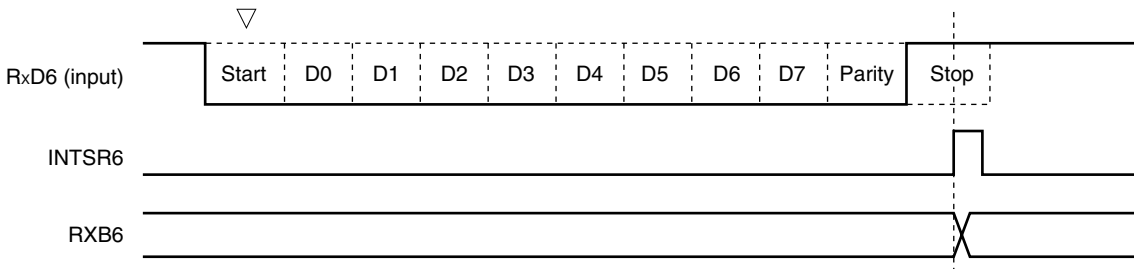 RxD6 (input) Start D0 D1 D2 D3 D4 D5 D6 D7 Parity Stop
INTSR6
RXB6